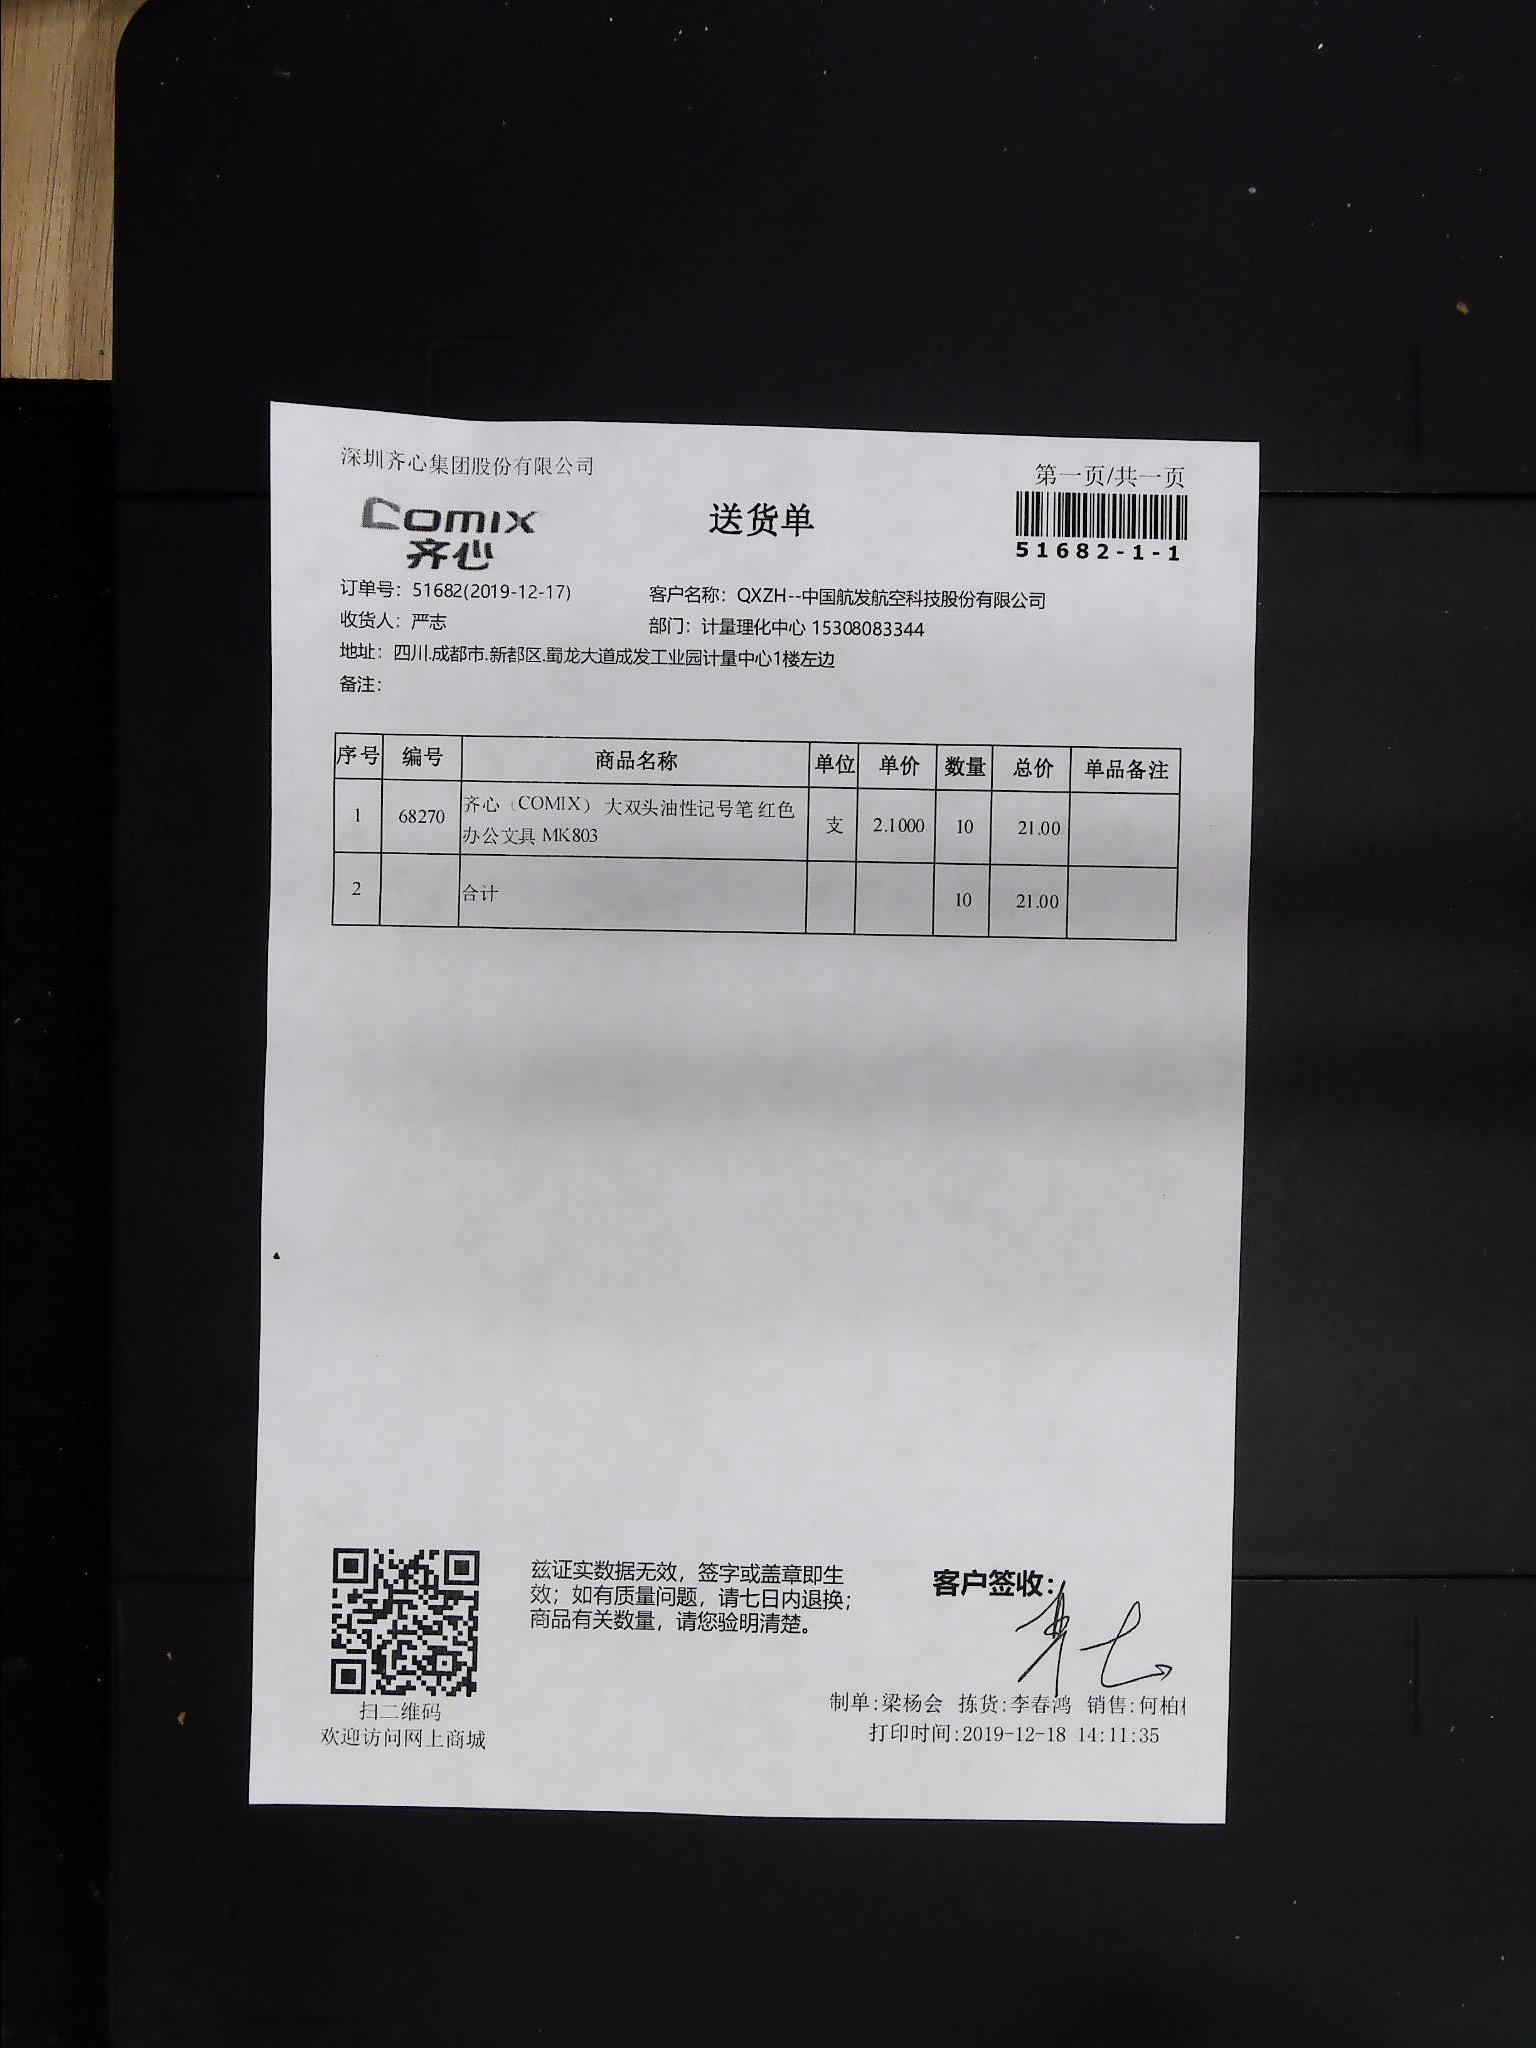 深圳齐心集团股份有限公司
第一页/共一页
comix
齐心
送货单
51682-1-1
订单号：51682(2019-12-17)
客户名称：QXZH--中国航发航空科技股份有限公司
收货人：严志
部门：计量理化中心 15308083344
地址：四川.成都市.新都区.蜀龙大道成发工业园计量中心1楼左边
备注：
序号 编号 商品名称 单位 单价 数量 总价 单品备注
1 68270 齐心（COMIX） 大双头油性记号笔 红色 支 2.1000 10 21.00
办公文具 MK803
2 合计 10 21.00
兹证实数据无效，签字或盖章即生
效；如有质量问题，请七日内退换；
商品有关数量，请您验明清楚。
客户签收：
扫二维码
欢迎访问网上商城
制单:梁杨会 拣货:李春鸿 销售:何柏
打印时间:2019-12-18 14:11:35